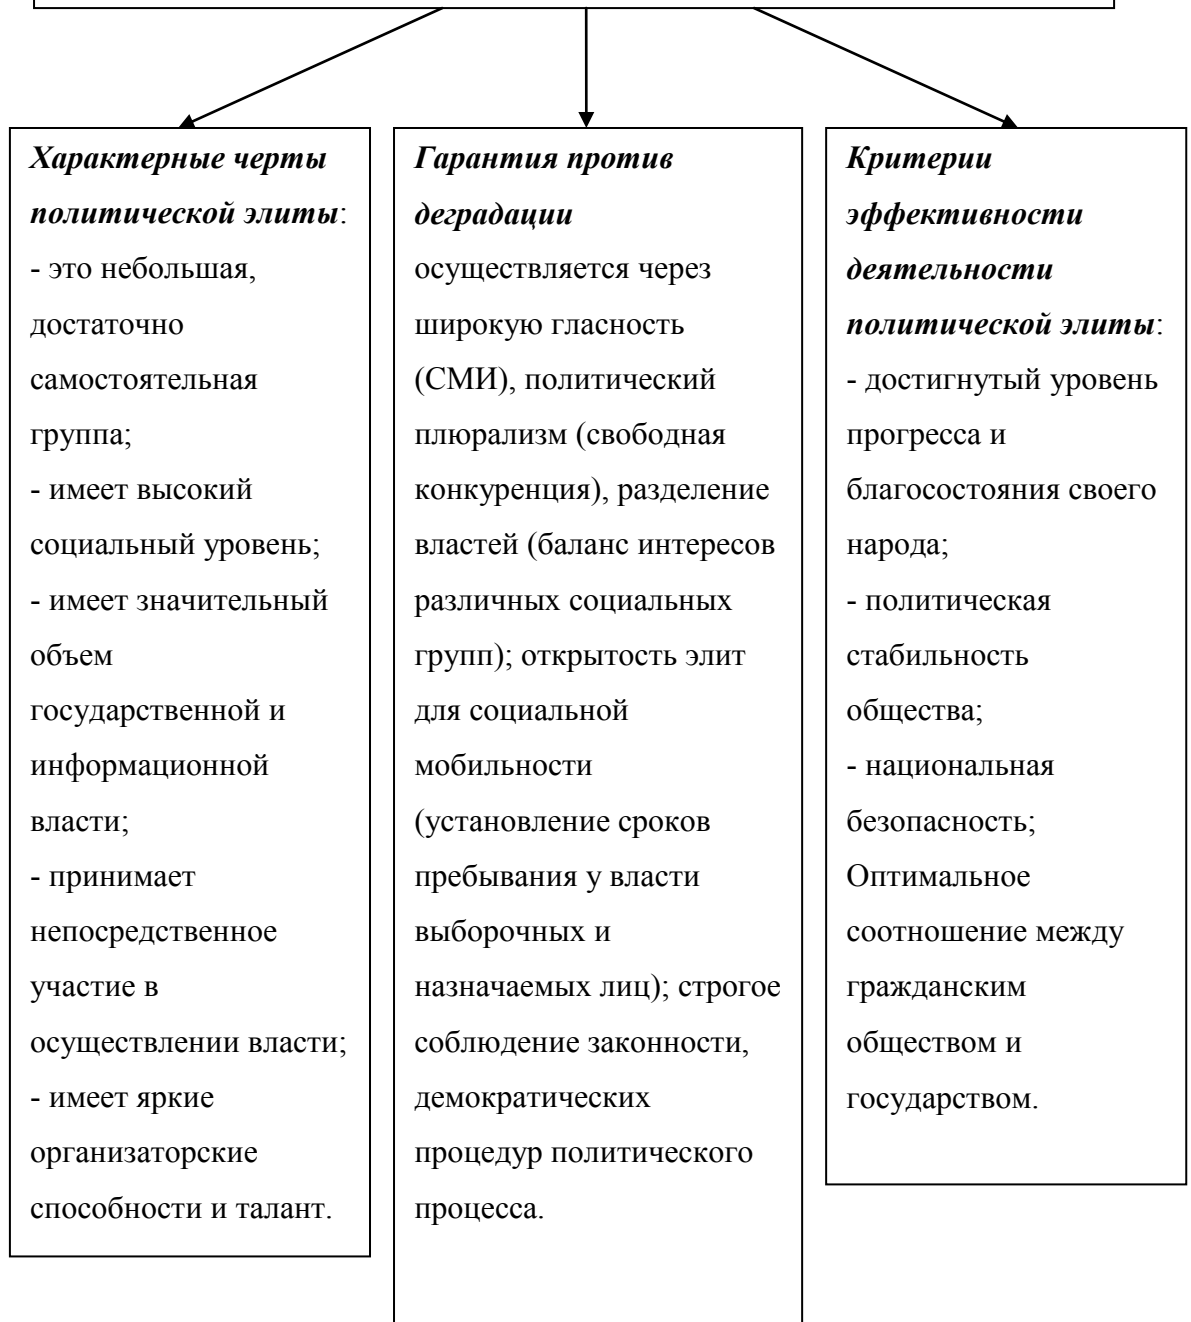 Характерные черты
политической элиты:
- это небольшая,
достаточно
самостоятельная
группа;
- имеет высокий
социальный уровень;
- имеет значительный
объем
государственной и
информационной
власти;
- принимает
непосредственное
участие в
осуществлении власти;
- имеет яркие
организаторские
способности и талант.
Гарантия против
деградации
осуществляется через
широкую гласность
(СМИ), политический
плюрализм (свободная
конкуренция), разделение
властей (баланс интересов
различных социальных
групп); открытость элит
для социальной
мобильности
(установление сроков
пребывания у власти
выборочных и
назначаемых лиц); строгое
соблюдение законности,
демократических
процедур политического
процесса.
Критерии
эффективности
деятельности
политической элиты:
- достигнутый уровень
прогресса и
благосостояния своего
народа;
- политическая
стабильность
общества;
- национальная
безопасность;
Оптимальное
соотношение между
гражданским
обществом и
государством.